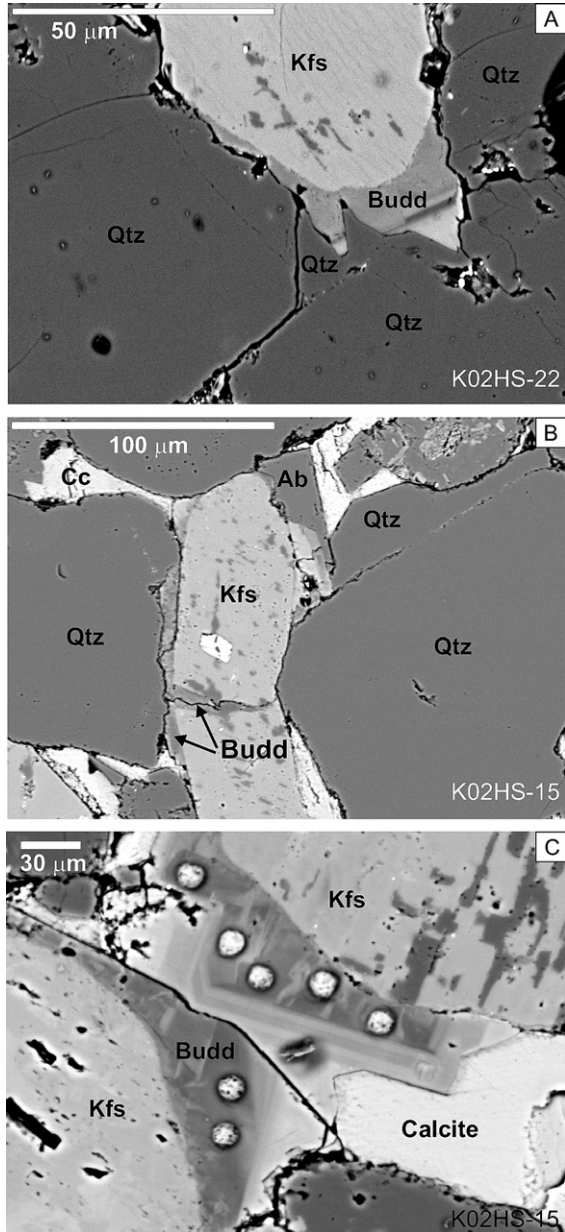 50 μm
A
Kfs
Qtz
Budd
Qtz
Qtz
Qtz
K02HS-22
100 μm
B
Cc
Ab
Qtz
Kfs
Qtz
Qtz
Budd
K02HS-15
30 μm
C
Kfs
Budd
Kfs
Calcite
K02HS-15